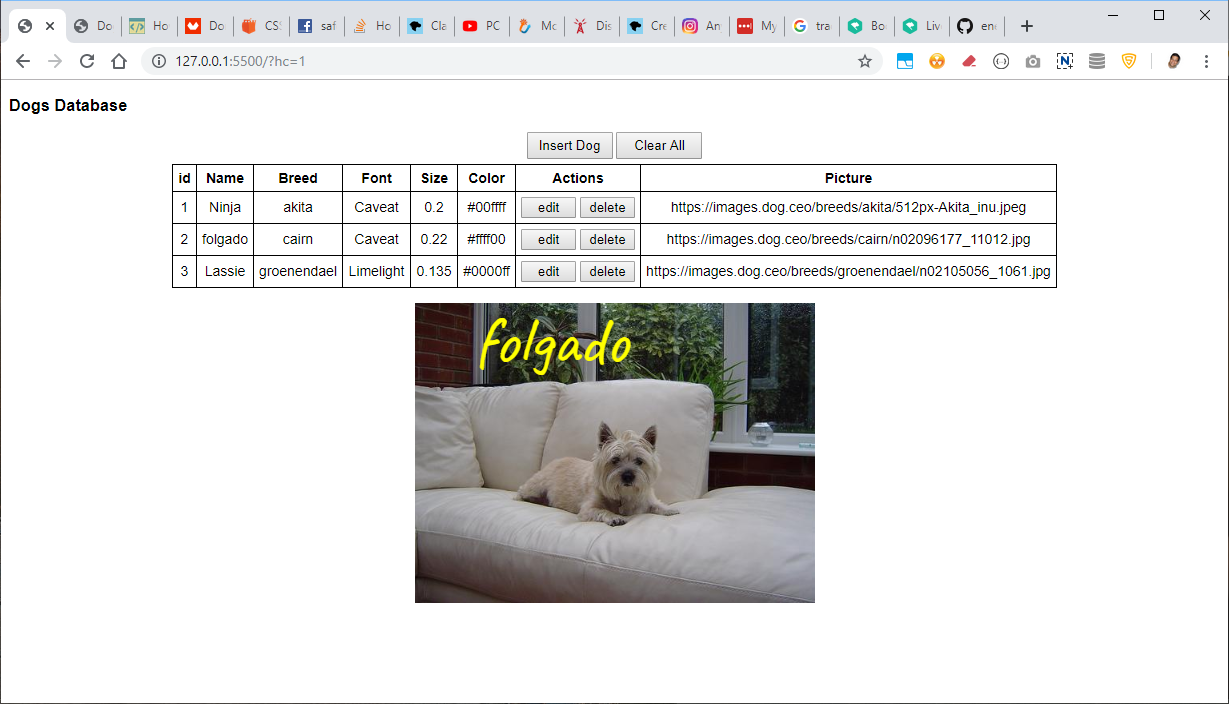 Do
Ho
Do
CS
saf
Ho
Cla
PC
Mc
Dis
Cre
An
My
tra
Bo
Liv
en
127.0.0.1:5500/?hc=1
Dogs Database
Insert Dog Clear All
id Name Breed Font Size Color Actions Picture
1 Ninja akita Caveat 0.2 #00ffff edit delete https://images.dog.ceo/breeds/akita/512px-Akita_inu.jpeg
2 folgado cairn Caveat 0.22 #ffff00 edit delete https://images.dog.ceo/breeds/cairn/n02096177_11012.jpg
3 Lassie groenendael Limelight 0.135 #0000ff edit delete https://images.dog.ceo/breeds/groenendael/n02105056_1061.jpg
folgado